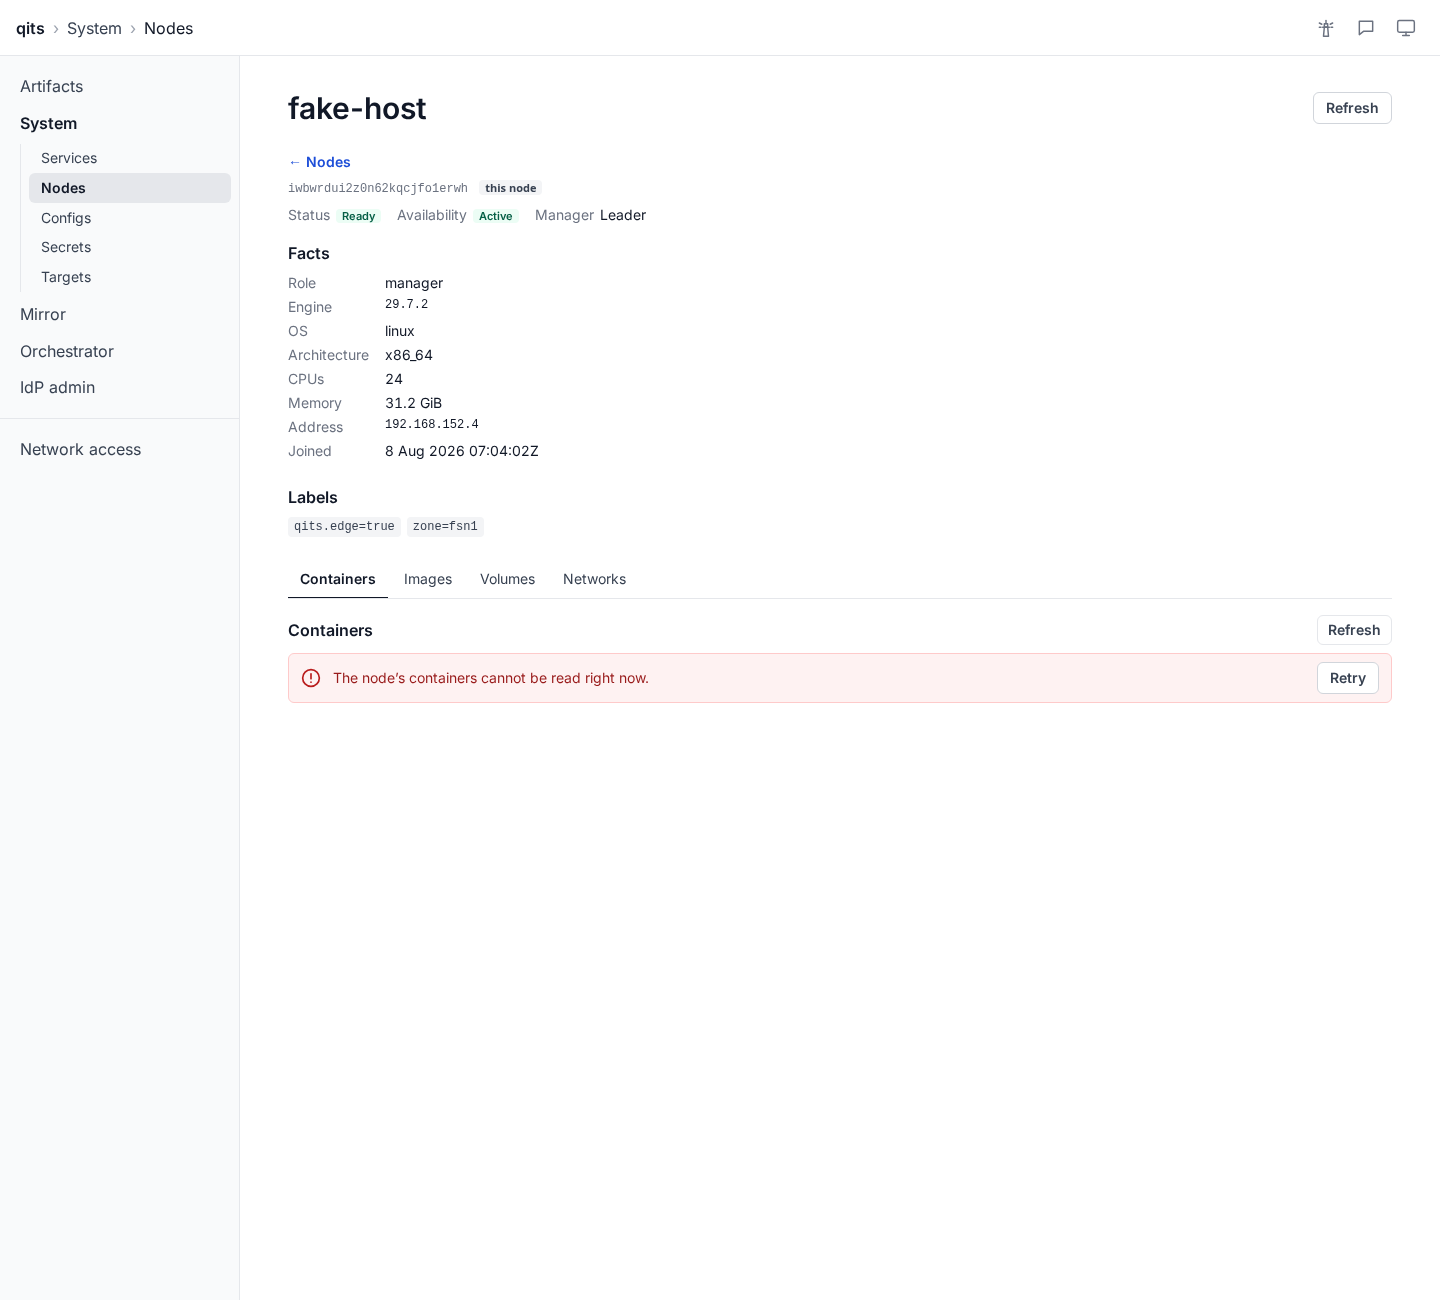 qits › System › Nodes
Artifacts
System
Services
Nodes
Configs
Secrets
Targets
Mirror
Orchestrator
IdP admin
Network access
fake-host
Refresh
← Nodes
iwbwrdui2z0n62kqcjfo1erwh this node
Status Ready Availability Active Manager Leader
Facts
Role manager
Engine 29.7.2
OS linux
Architecture x86_64
CPUs 24
Memory 31.2 GiB
Address 192.168.152.4
Joined 8 Aug 2026 07:04:02Z
Labels
qits.edge=true zone=fsn1
Containers Images Volumes Networks
Containers
Refresh
The node’s containers cannot be read right now.
Retry